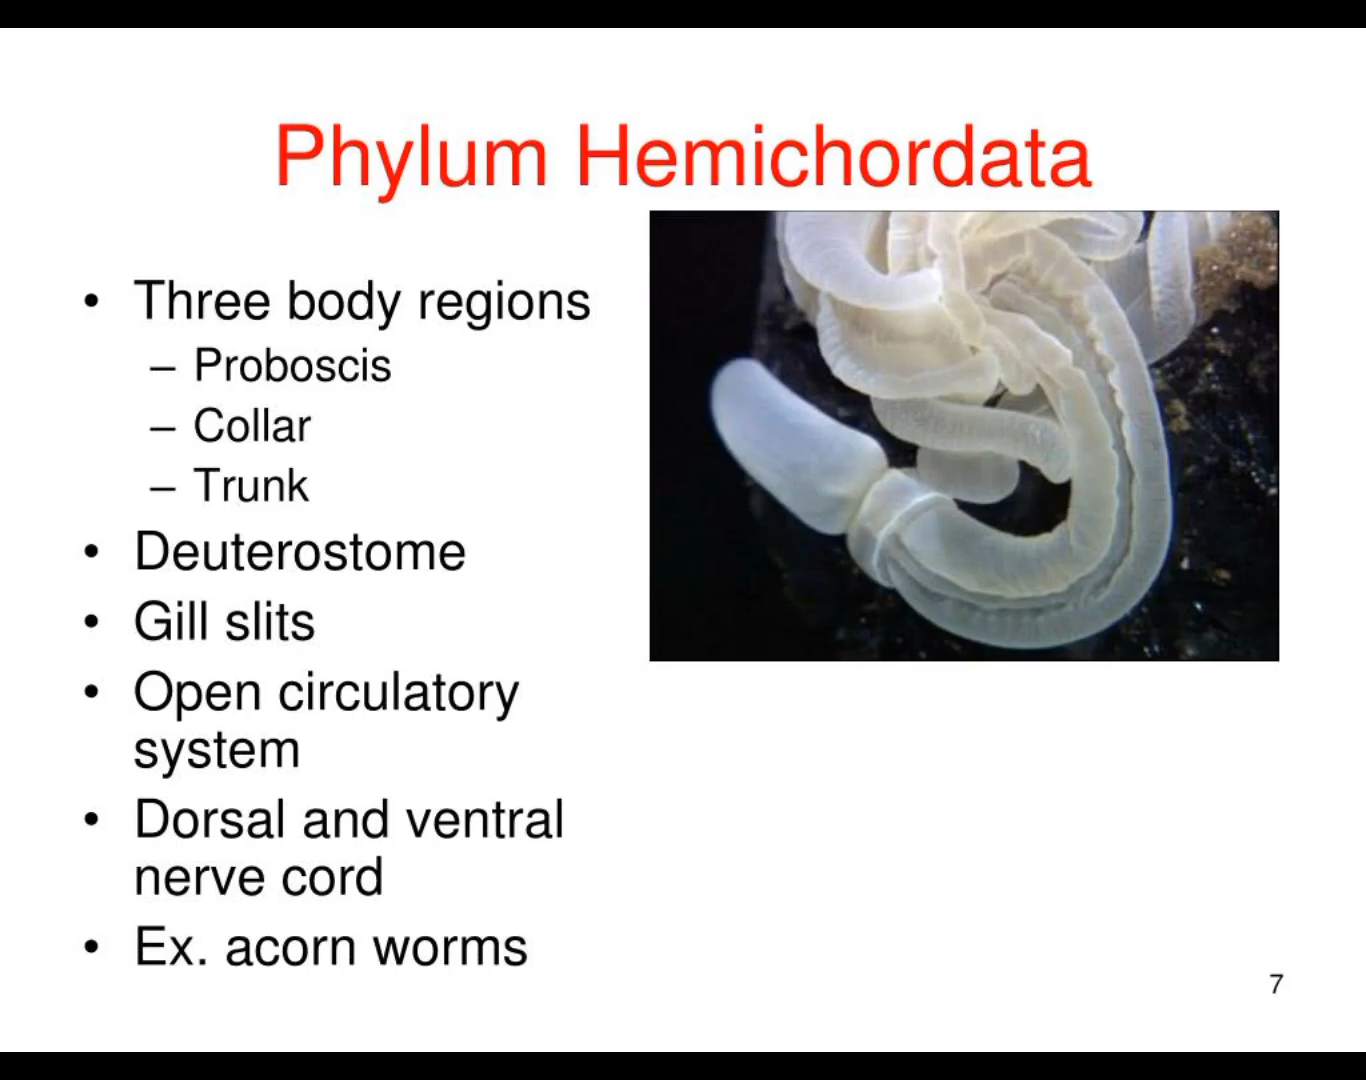 Phylum Hemichordata
• Three body regions
– Proboscis
– Collar
– Trunk
• Deuterostome
• Gill slits
• Open circulatory
system
• Dorsal and ventral
nerve cord
• Ex. acorn worms
7